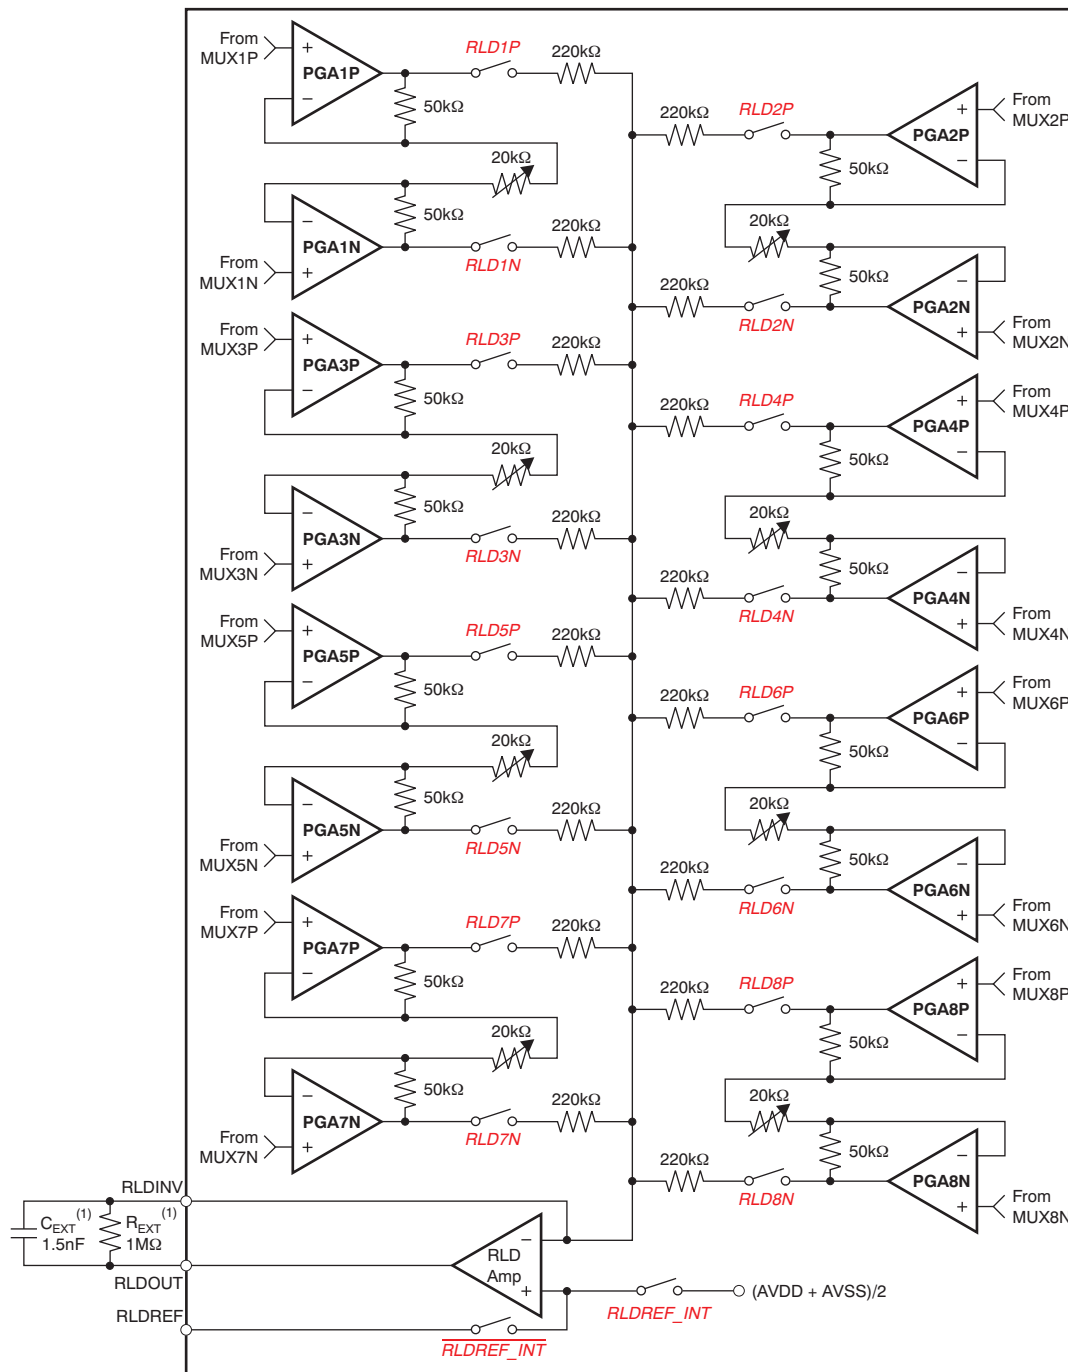 From
MUX1P
PGA1P
50kΩ
RLD1P
220kΩ
20kΩ
PGA1N
From
MUX1N
50kΩ
RLD1N
220kΩ
From
MUX2P
PGA2P
50kΩ
RLD2P
220kΩ
20kΩ
PGA2N
From
MUX2N
50kΩ
RLD2N
220kΩ
From
MUX3P
PGA3P
50kΩ
RLD3P
220kΩ
20kΩ
PGA3N
From
MUX3N
50kΩ
RLD3N
220kΩ
From
MUX4P
PGA4P
50kΩ
RLD4P
220kΩ
20kΩ
PGA4N
From
MUX4N
50kΩ
RLD4N
220kΩ
From
MUX5P
PGA5P
50kΩ
RLD5P
220kΩ
20kΩ
PGA5N
From
MUX5N
50kΩ
RLD5N
220kΩ
From
MUX6P
PGA6P
50kΩ
RLD6P
220kΩ
20kΩ
PGA6N
From
MUX6N
50kΩ
RLD6N
220kΩ
From
MUX7P
PGA7P
50kΩ
RLD7P
220kΩ
20kΩ
PGA7N
From
MUX7N
50kΩ
RLD7N
220kΩ
From
MUX8P
PGA8P
50kΩ
RLD8P
220kΩ
20kΩ
PGA8N
From
MUX8N
50kΩ
RLD8N
220kΩ
RLDINV
CEXT(1)
1.5nF
REXT(1)
1MΩ
RLDOUT
RLDREF
RLD
Amp
RLDREF_INT
(AVDD + AVSS)/2
RLDREF_INT